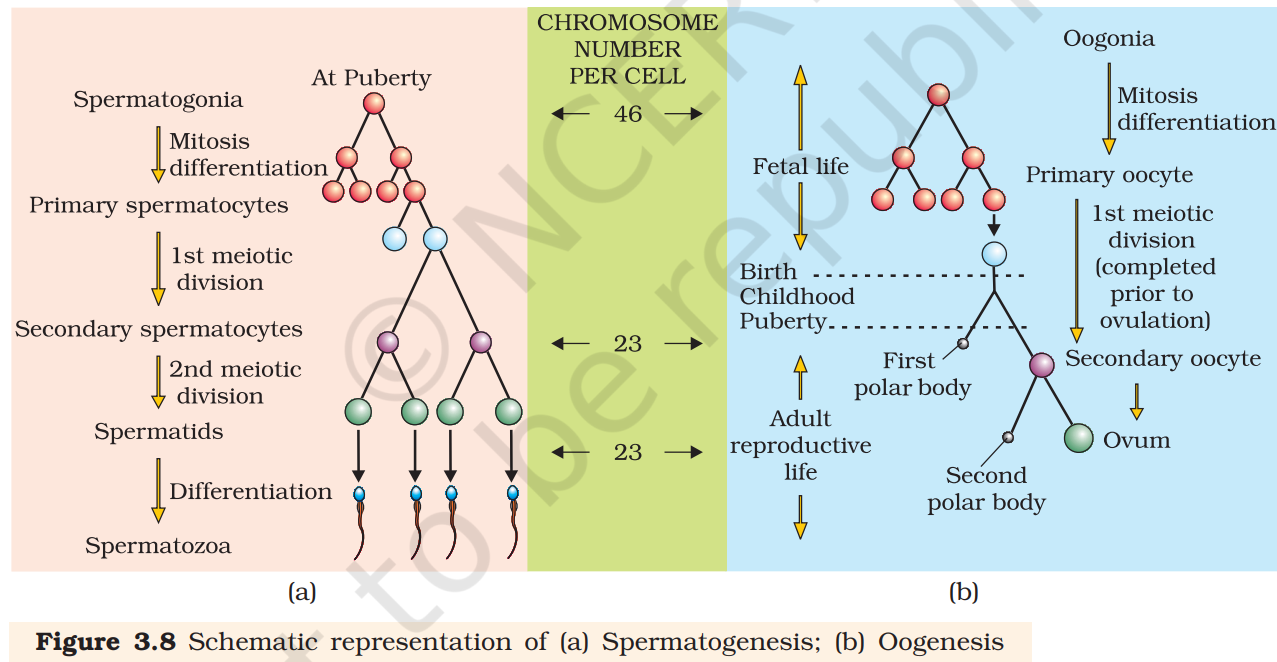 At Puberty
Spermatogonia
Mitosis
differentiation
Primary spermatocytes
1st meiotic
division
Secondary spermatocytes
2nd meiotic
division
Spermatids
Differentiation
Spermatozoa
(a)
CHROMOSOME
NUMBER
PER CELL
46
23
23
Oogonia
Mitosis
differentiation
Fetal life
Primary oocyte
1st meiotic
division
(completed
prior to
ovulation)
Birth
Childhood
Puberty
First
polar body
Secondary oocyte
Adult
reproductive
life
Ovum
Second
polar body
(b)
© NCER
not to be republi
Figure 3.8 Schematic representation of (a) Spermatogenesis; (b) Oogenesis